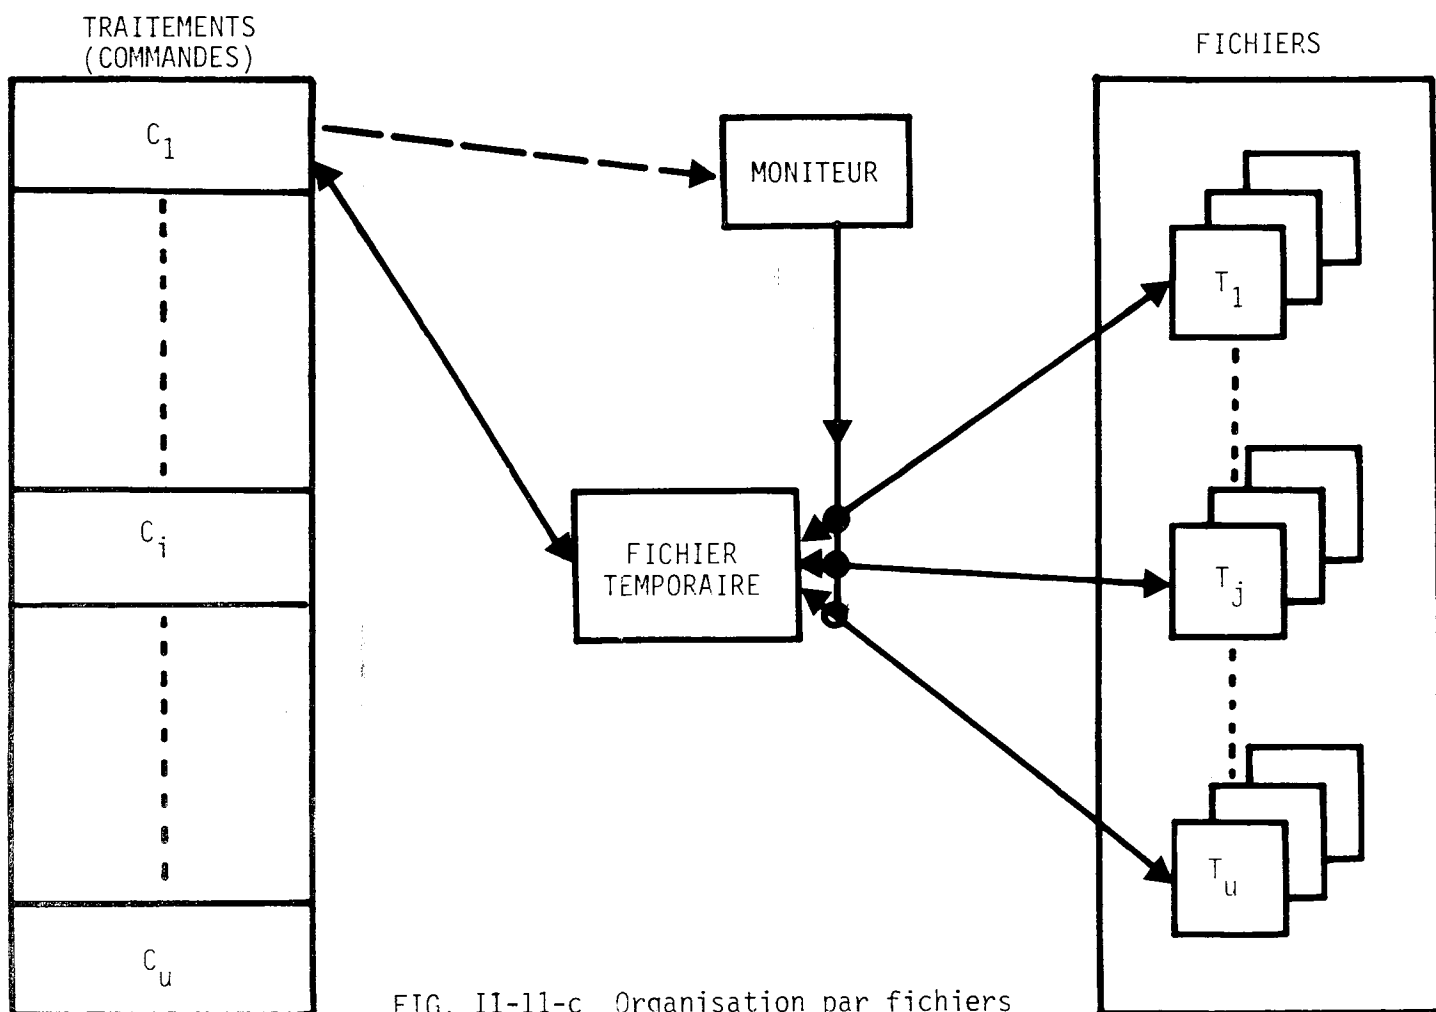 TRAITEMENTS
(COMMANDES)
FICHIERS
C1
MONITEUR
T1
Ci
FICHIER
TEMPORAIRE
Tj
Tu
Cu
FIG. II-11-c Organisation par fichiers